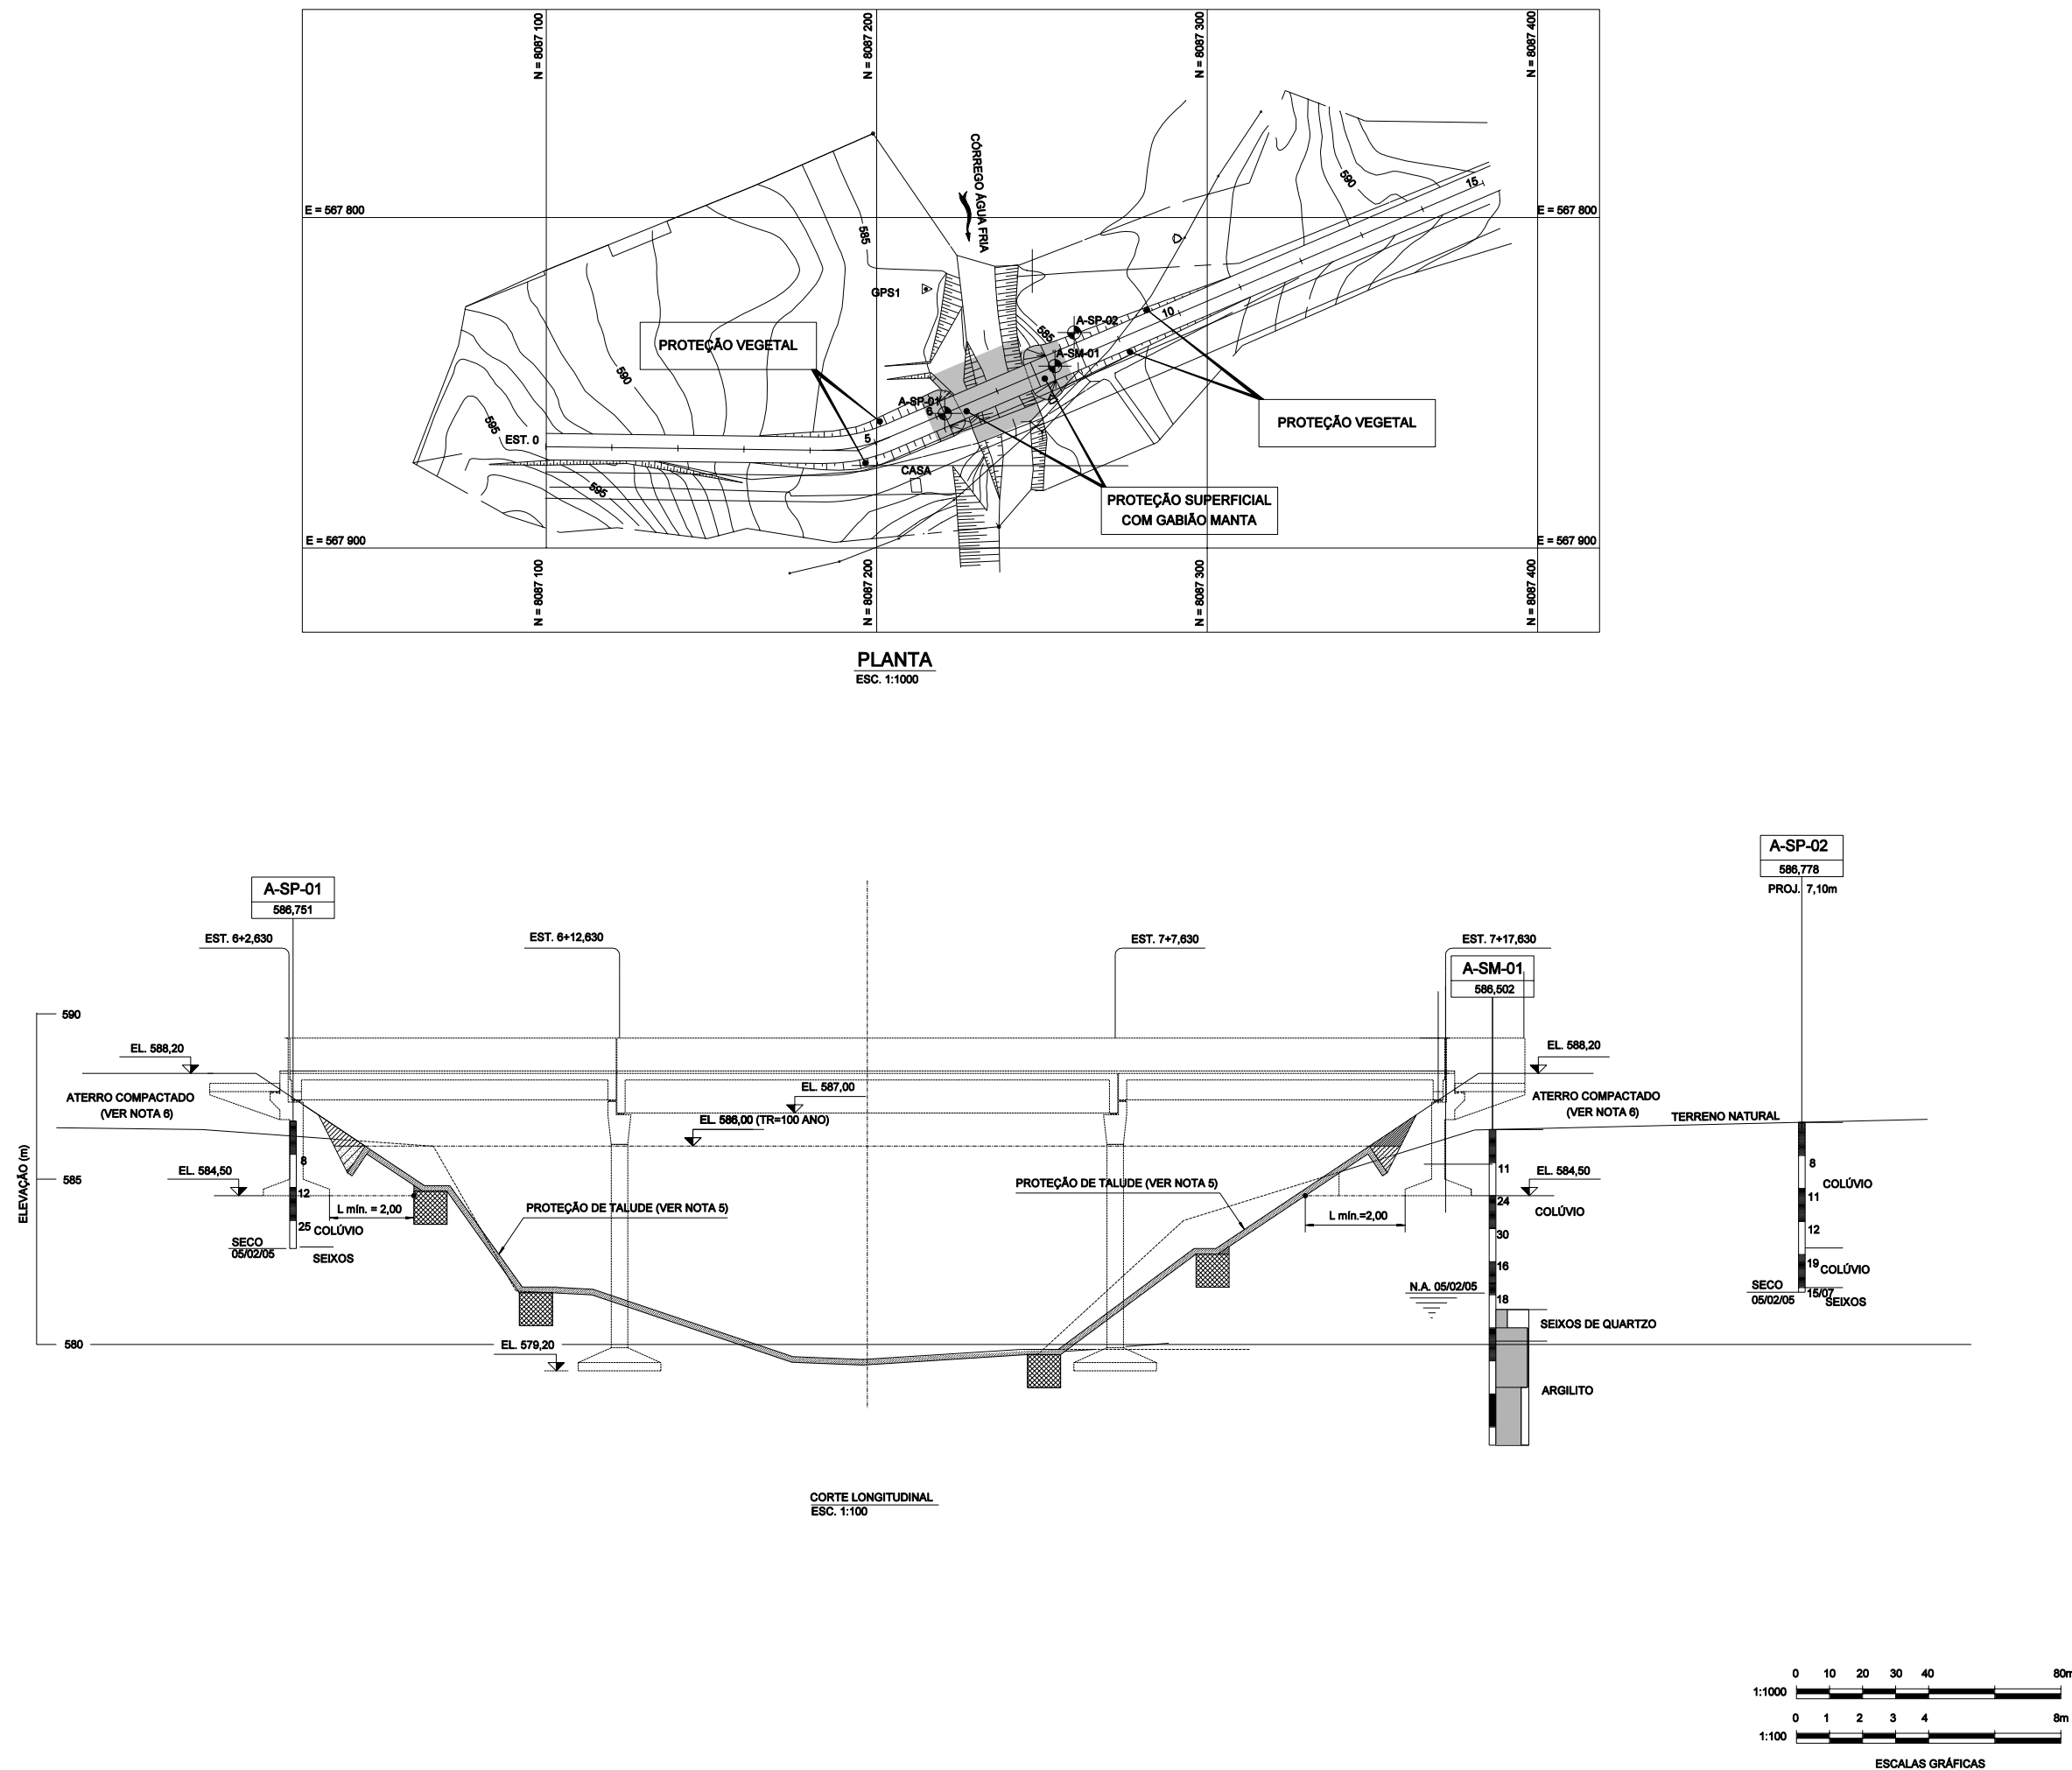 N = 8087 100
N = 8087 200
N = 8087 300
N = 8087 400
CÓRREGO ÁGUA FRIA
E = 567 800
E = 567 800
590
15
585
GPS1
A-SP-02
10
585
A-SM-01
PROTEÇÃO VEGETAL
590
A-SP-01
6
PROTEÇÃO VEGETAL
595
EST. 0
5
CASA
595
PROTEÇÃO SUPERFICIAL
COM GABIÃO MANTA
E = 567 900
E = 567 900
N = 8087 100
N = 8087 200
N = 8087 300
N = 8087 400
PLANTA
ESC. 1:1000
A-SP-02
586,778
PROJ. 7,10m
A-SP-01
586,751
EST. 6+2,630
EST. 6+12,630
EST. 7+7,630
EST. 7+17,630
A-SM-01
586,502
590
EL. 588,20
EL. 588,20
EL. 587,00
ATERRO COMPACTADO
(VER NOTA 6)
ATERRO COMPACTADO
(VER NOTA 6)
EL. 586,00 (TR=100 ANO)
TERRENO NATURAL
ELEVAÇÃO (m)
585
EL. 584,50
8
12
25
COLÚVIO
SEIXOS
SECO
05/02/05
L mín. = 2,00
PROTEÇÃO DE TALUDE (VER NOTA 5)
PROTEÇÃO DE TALUDE (VER NOTA 5)
L mín.=2,00
11
24
30
16
18
EL. 584,50
COLÚVIO
N.A. 05/02/05
SEIXOS DE QUARTZO
ARGILITO
8
11
12
19
15/07
COLÚVIO
COLÚVIO
SEIXOS
SECO
05/02/05
580
EL. 579,20
CORTE LONGITUDINAL
ESC. 1:100
0 10 20 30 40 80m
1:1000
0 1 2 3 4 8m
1:100
ESCALAS GRÁFICAS